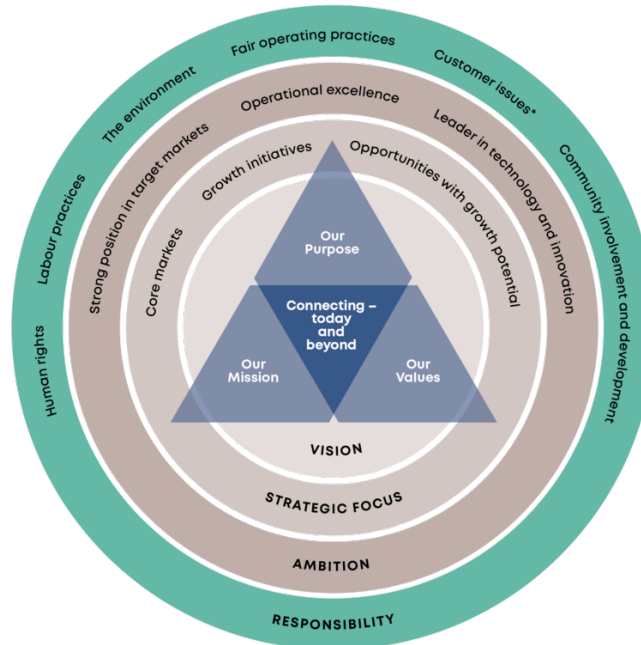 Human rights
Labour practices
The environment
Fair operating practices
Customer issues*
Community involvement and development
Strong position in target markets
Operational excellence
Leader in technology and innovation
Core markets
Growth initiatives
Opportunities with growth potential
Our
Purpose
Connecting –
today
and
beyond
Our
Mission
Our
Values
VISION
STRATEGIC FOCUS
AMBITION
RESPONSIBILITY